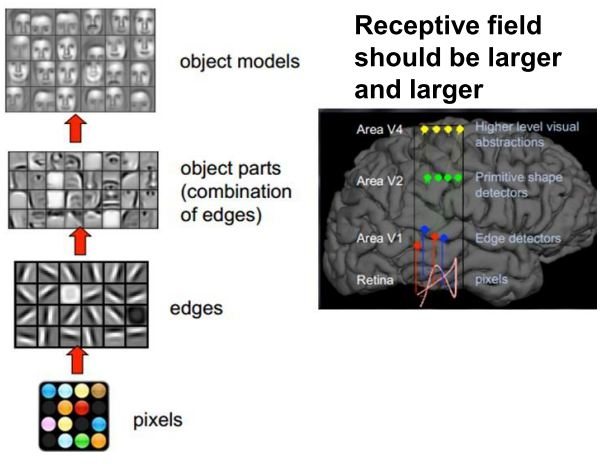 Receptive field
should be larger
and larger
object models
object parts
(combination
of edges)
edges
pixels
Area V4
Higher level visual
abstractions
Area V2
Primitive shape
detectors
Area V1
Edge detectors
Retina
pixels